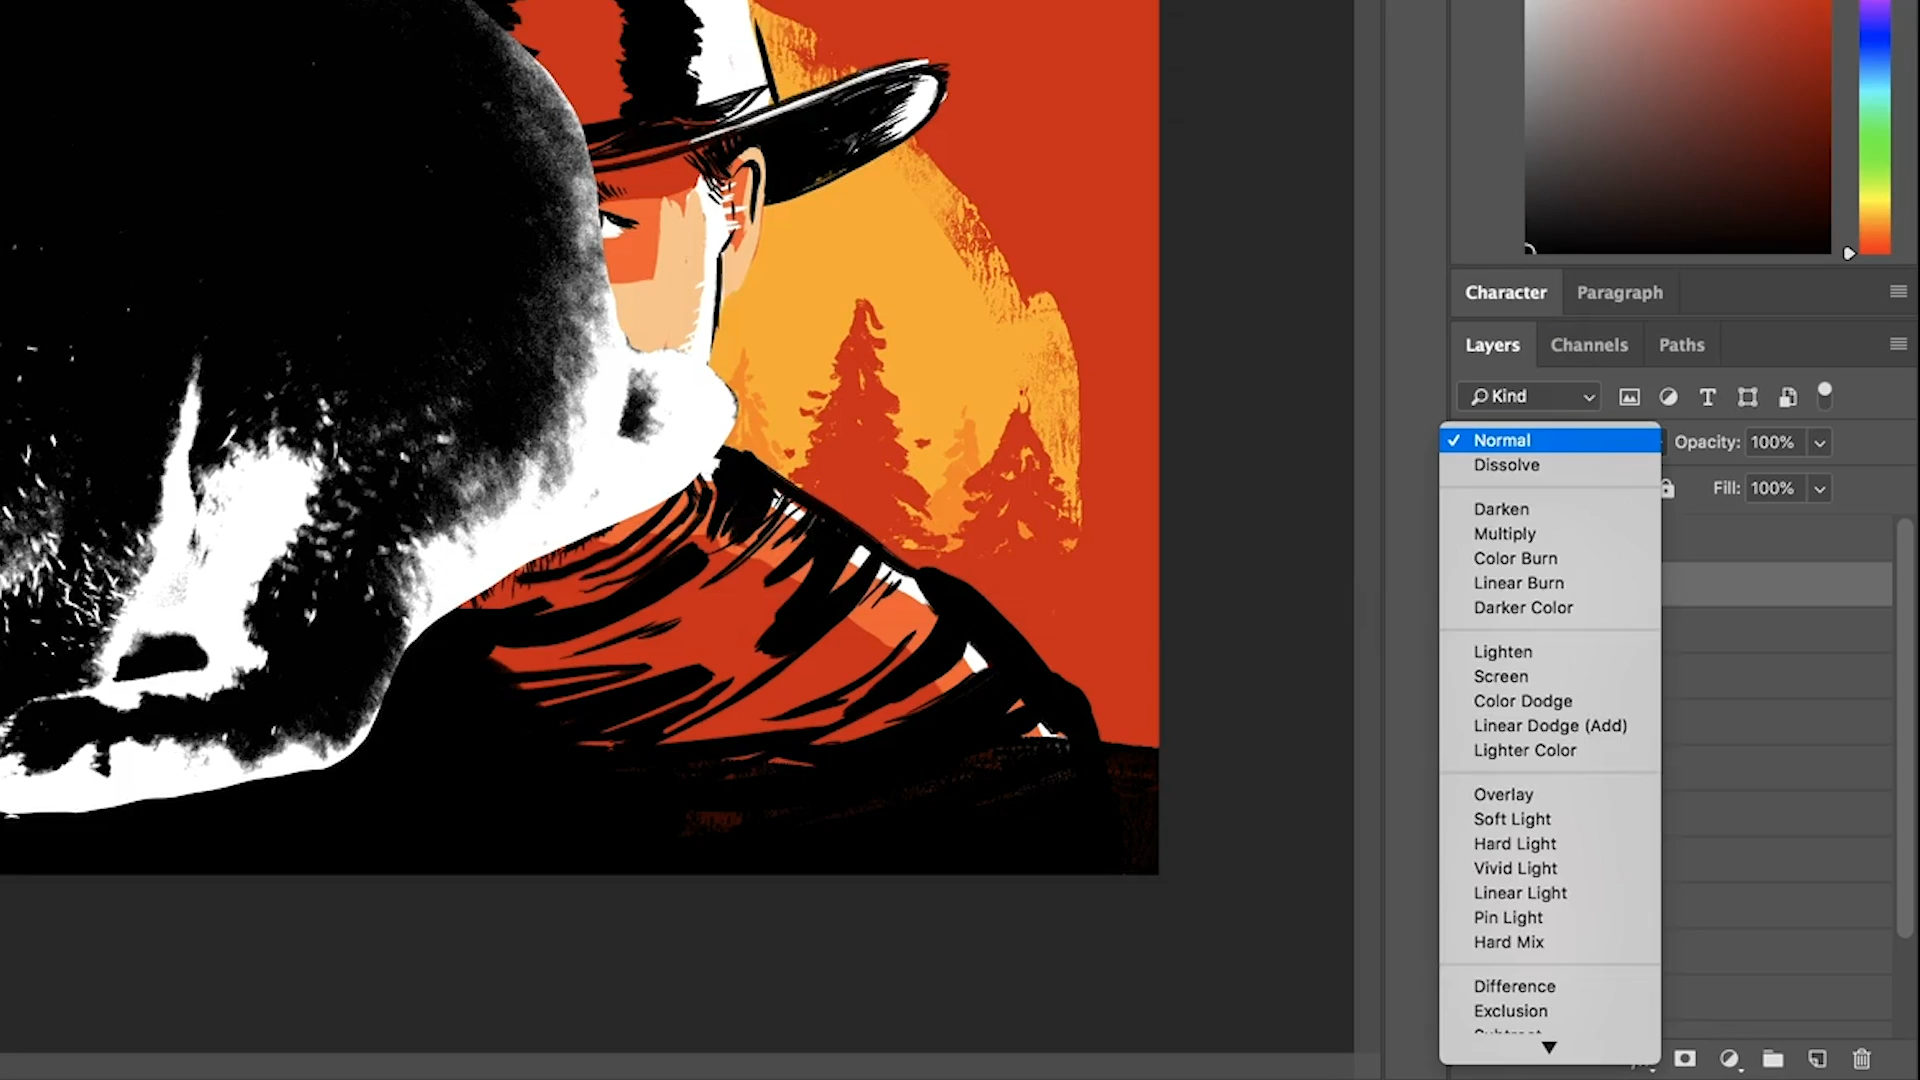 Character Paragraph
Layers Channels Paths
Kind
Normal
Opacity: 100%
Dissolve
Fill: 100%
Darken
Multiply
Color Burn
Linear Burn
Darker Color
Lighten
Screen
Color Dodge
Linear Dodge (Add)
Lighter Color
Overlay
Soft Light
Hard Light
Vivid Light
Linear Light
Pin Light
Hard Mix
Difference
Exclusion
Subtract